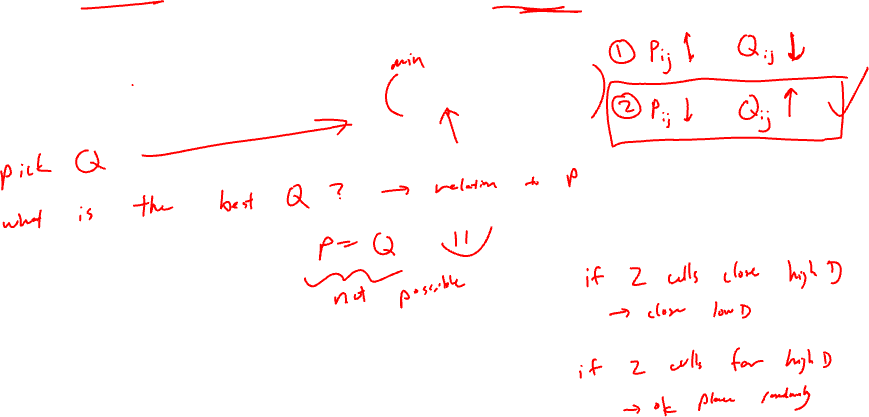 min
① Pij ↑ Qij ↓
② Pij ↓ Qij ↑ ✓
pick Q
what is the best Q ? → relation to P
P = Q
not possible
if 2 cells close high D
→ close low D
if 2 cells far high D
→ ok place randomly